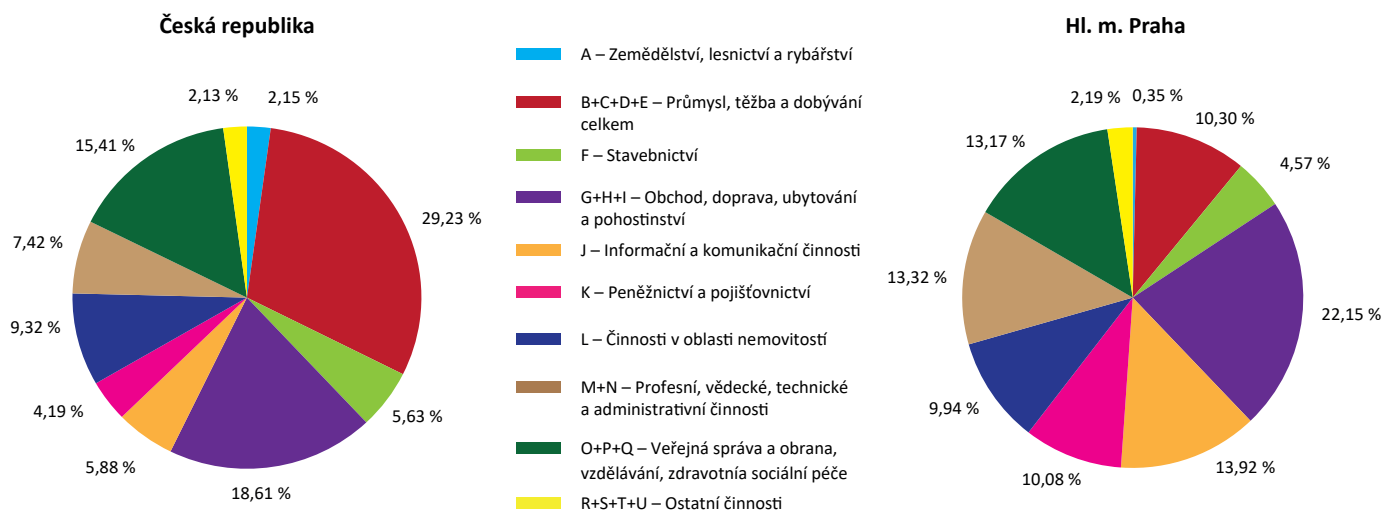 Česká republika
2,13 %
2,15 %
15,41 %
29,23 %
7,42 %
9,32 %
4,19 %
5,63 %
5,88 %
18,61 %
A – Zemědělství, lesnictví a rybářství
B+C+D+E – Průmysl, těžba a dobývání
celkem
F – Stavebnictví
G+H+I – Obchod, doprava, ubytování
a pohostinství
J – Informační a komunikační činnosti
K – Peněžnictví a pojišťovnictví
L – Činnosti v oblasti nemovitostí
M+N – Profesní, vědecké, technické
a administrativní činnosti
O+P+Q – Veřejná správa a obrana,
vzdělávání, zdravotnía sociální péče
R+S+T+U – Ostatní činnosti
Hl. m. Praha
2,19 %
0,35 %
10,30 %
13,17 %
4,57 %
13,32 %
22,15 %
9,94 %
10,08 %
13,92 %